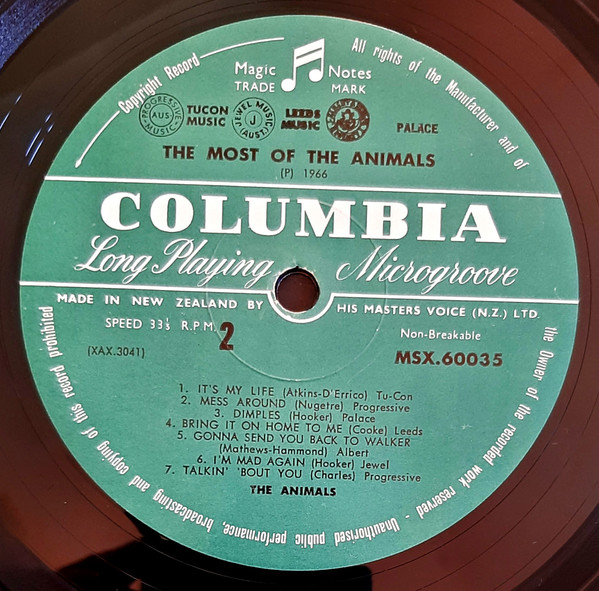 Copyright Record
All rights of the Manufacturer and of
the Owner of the recorded work reserved - Unauthorised public performance, broadcasting and copying of this record prohibited
Magic Notes
TRADE MARK
PROGRESSIVE AUS MUSIC
TUCON MUSIC
JEWEL MUSIC J (AUST.)
LEEDS MUSIC
PALACE
THE MOST OF THE ANIMALS
(P) 1966
COLUMBIA
Long Playing Microgroove
MADE IN NEW ZEALAND BY HIS MASTERS VOICE (N.Z.) LTD.
SPEED 33⅓ R.P.M. 2 Non-Breakable
(XAX.3041) MSX.60035
1. IT'S MY LIFE (Atkins-D'Errico) Tu-Con
2. MESS AROUND (Nugetre) Progressive
3. DIMPLES (Hooker) Palace
4. BRING IT ON HOME TO ME (Cooke) Leeds
5. GONNA SEND YOU BACK TO WALKER
(Mathews-Hammond) Albert
6. I'M MAD AGAIN (Hooker) Jewel
7. TALKIN' 'BOUT YOU (Charles) Progressive
THE ANIMALS